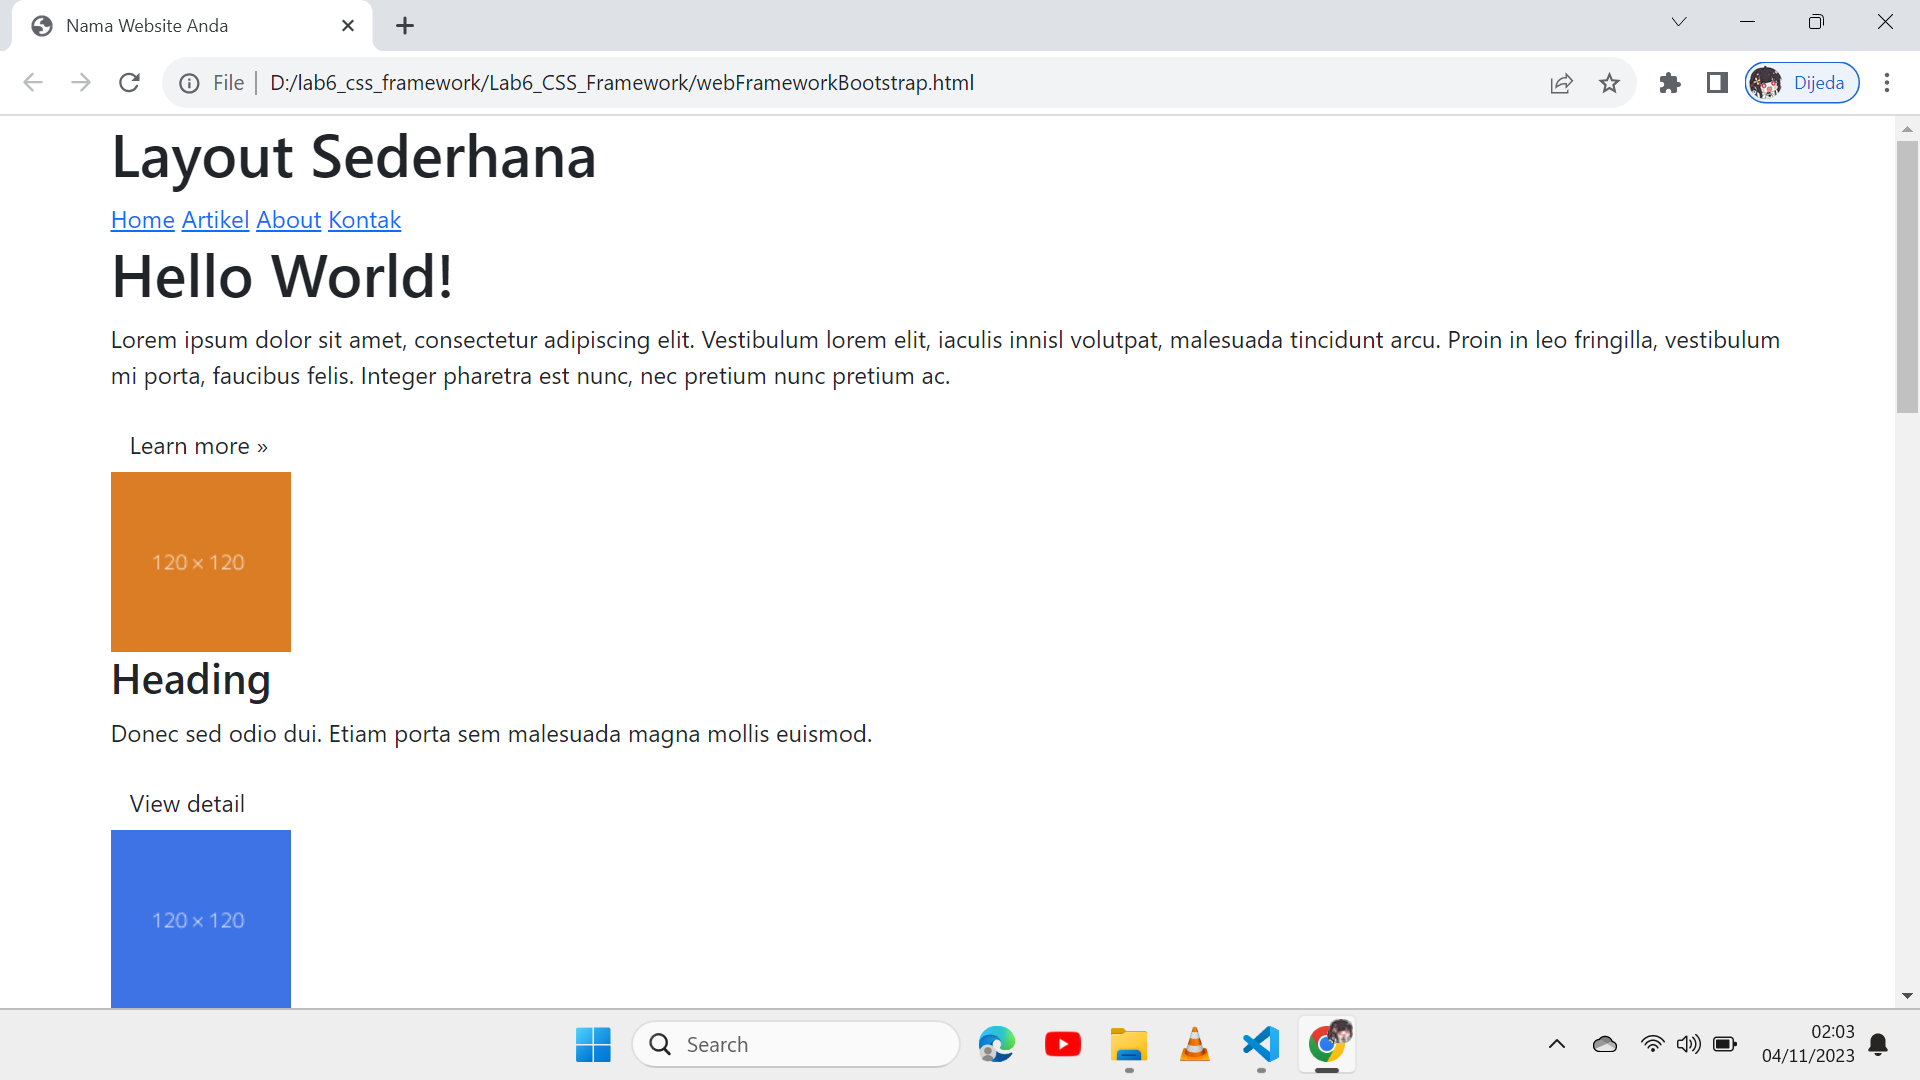 Nama Website Anda
File
D:/lab6_css_framework/Lab6_CSS_Framework/webFrameworkBootstrap.html
Dijeda
Layout Sederhana
Home Artikel About Kontak
Hello World!
Lorem ipsum dolor sit amet, consectetur adipiscing elit. Vestibulum lorem elit, iaculis innisl volutpat, malesuada tincidunt arcu. Proin in leo fringilla, vestibulum
mi porta, faucibus felis. Integer pharetra est nunc, nec pretium nunc pretium ac.
Learn more »
120 × 120
Heading
Donec sed odio dui. Etiam porta sem malesuada magna mollis euismod.
View detail
120 × 120
Search
02:03
04/11/2023